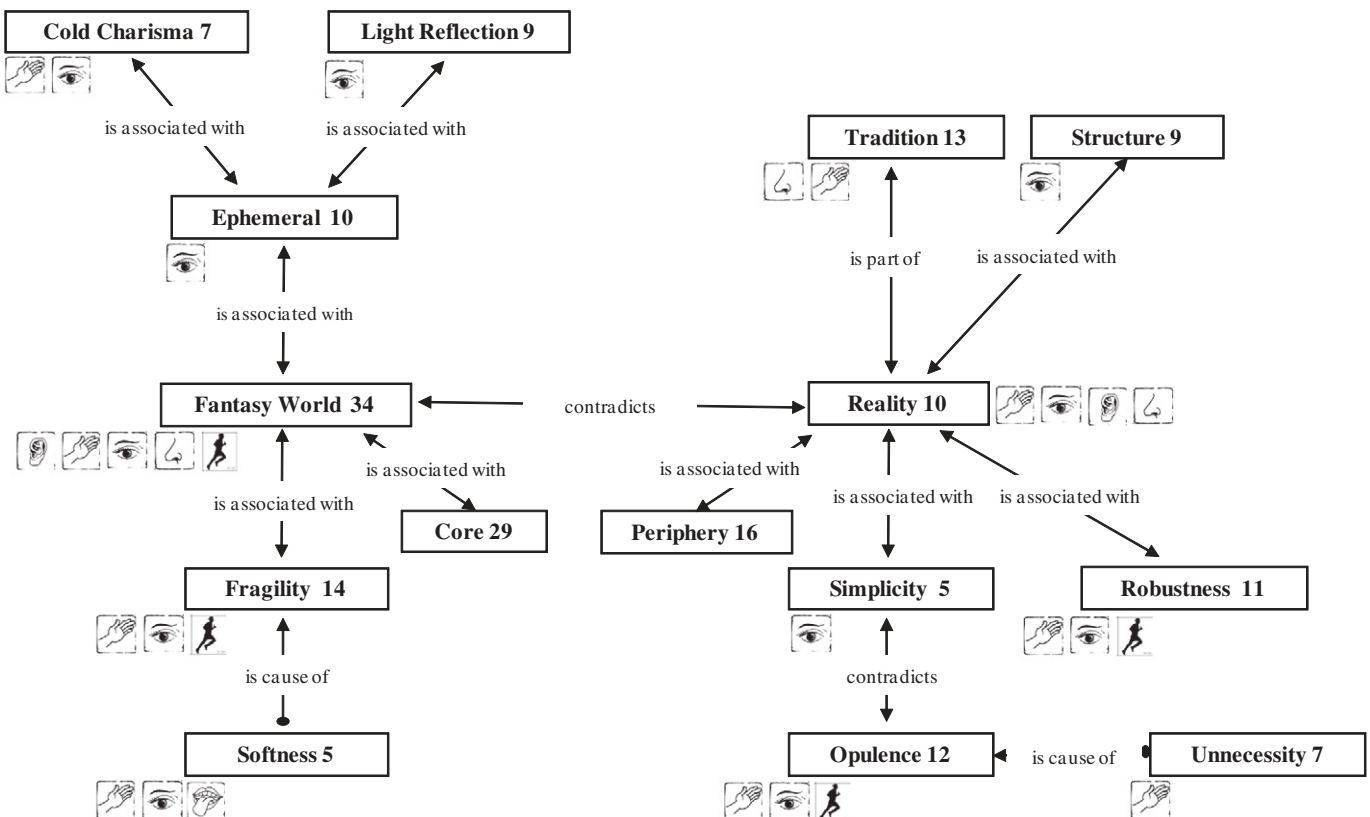 Cold Charisma 7
Light Reflection 9
is associated with
is associated with
Tradition 13
Structure 9
Ephemeral 10
is part of
is associated with
is associated with
Fantasy World 34
contradicts
Reality 10
is associated with
is associated with
is associated with
is associated with
is associated with
Core 29
Periphery 16
Fragility 14
Simplicity 5
Robustness 11
is cause of
contradicts
Softness 5
Opulence 12
is cause of
Unnecessity 7